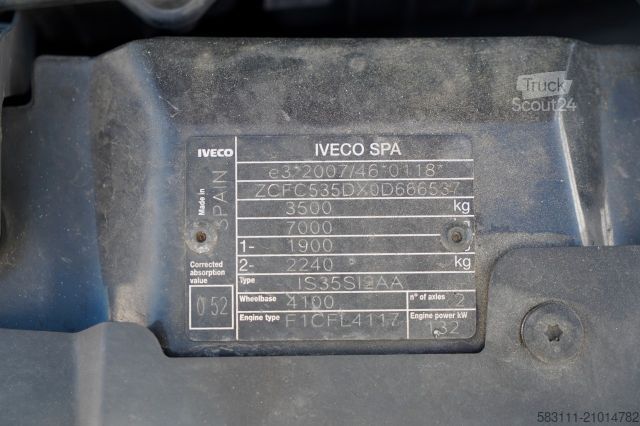 Truck
Scout24
IVECO
IVECO SPA
Made in
SPAIN
e3*2007/46*0118*
ZCFC535DX0D666537
3500 kg
7000
1- 1900
2- 2240 kg
Corrected
absorption
value
0.52
Type IS35SI2AA
Wheelbase 4100 n° of axles 2
Engine type F1CFL411 Engine power kW 132
583111-21014782